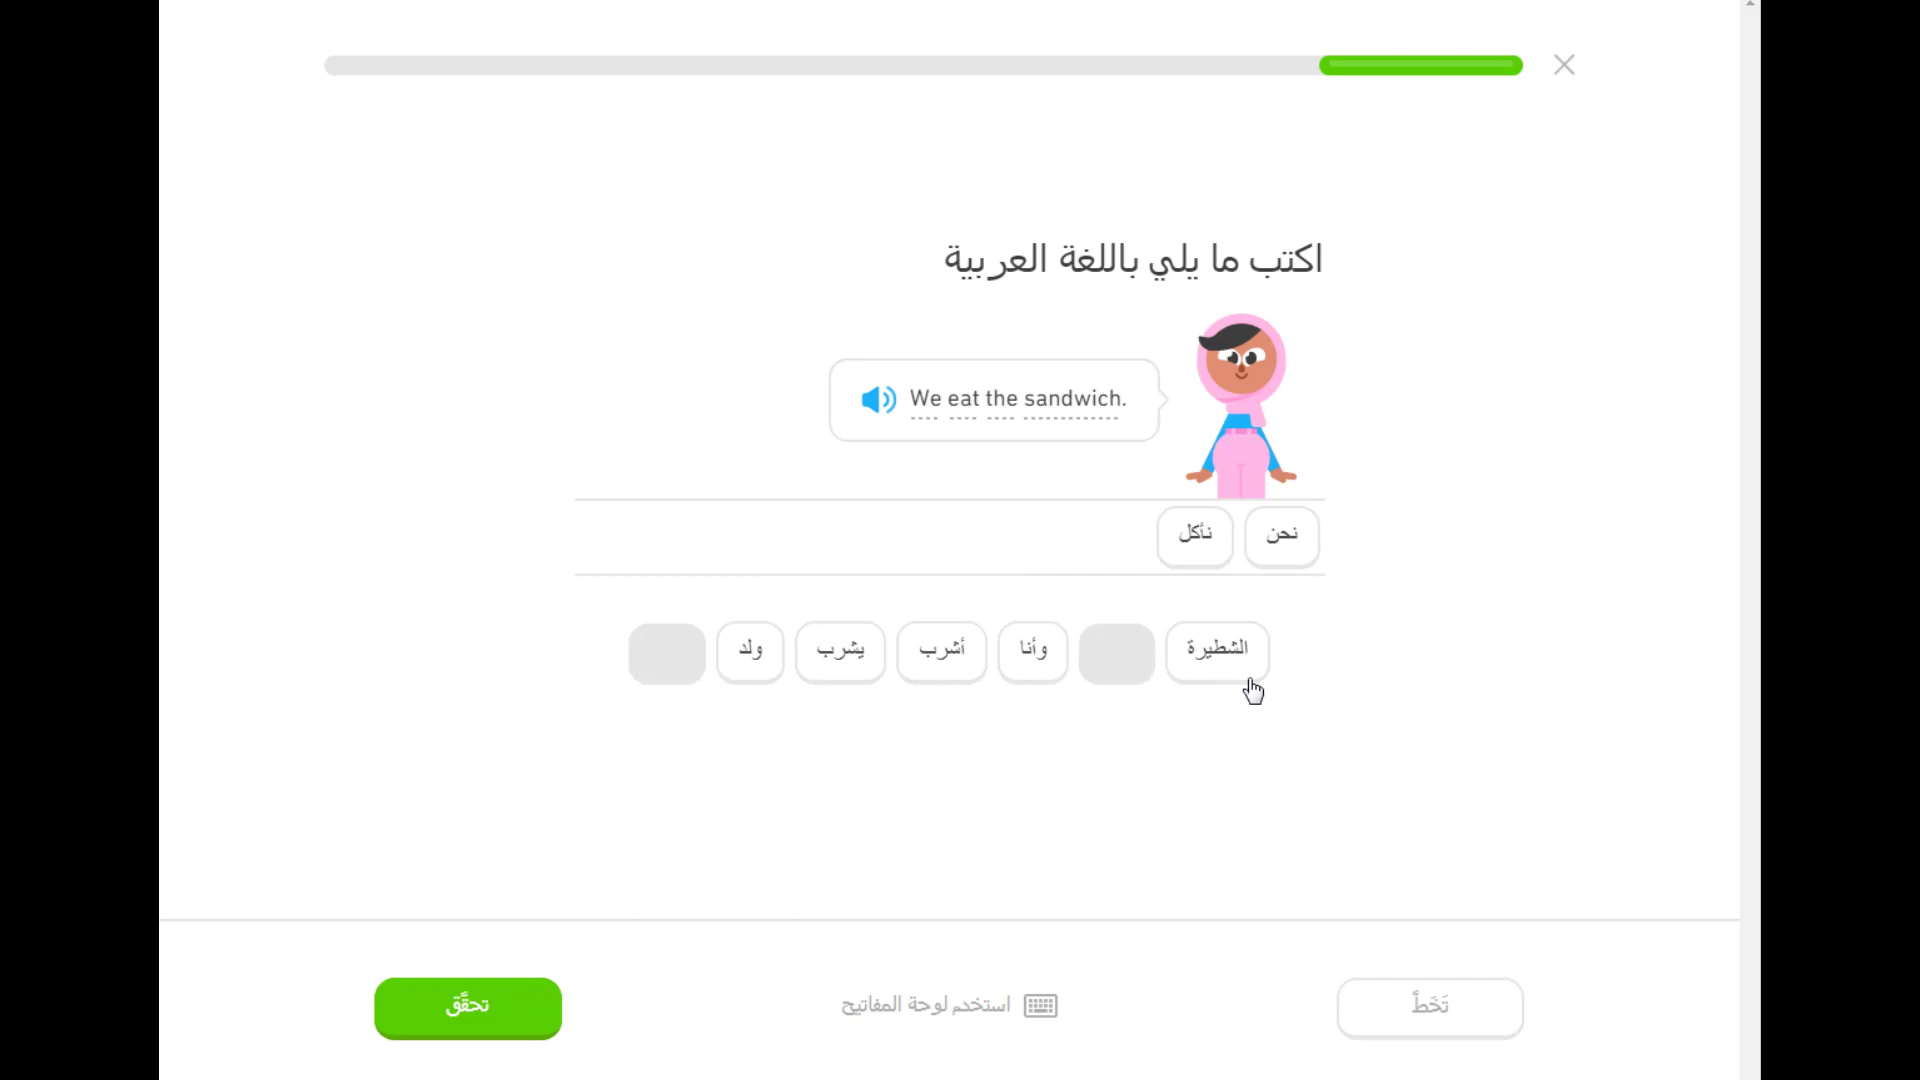 اكتب ما يلي باللغة العربية
We eat the sandwich.
نحن نأكل
الشطيرة وأنا أشرب يشرب ولد
تَخَطَّ استخدم لوحة المفاتيح تحقَّق